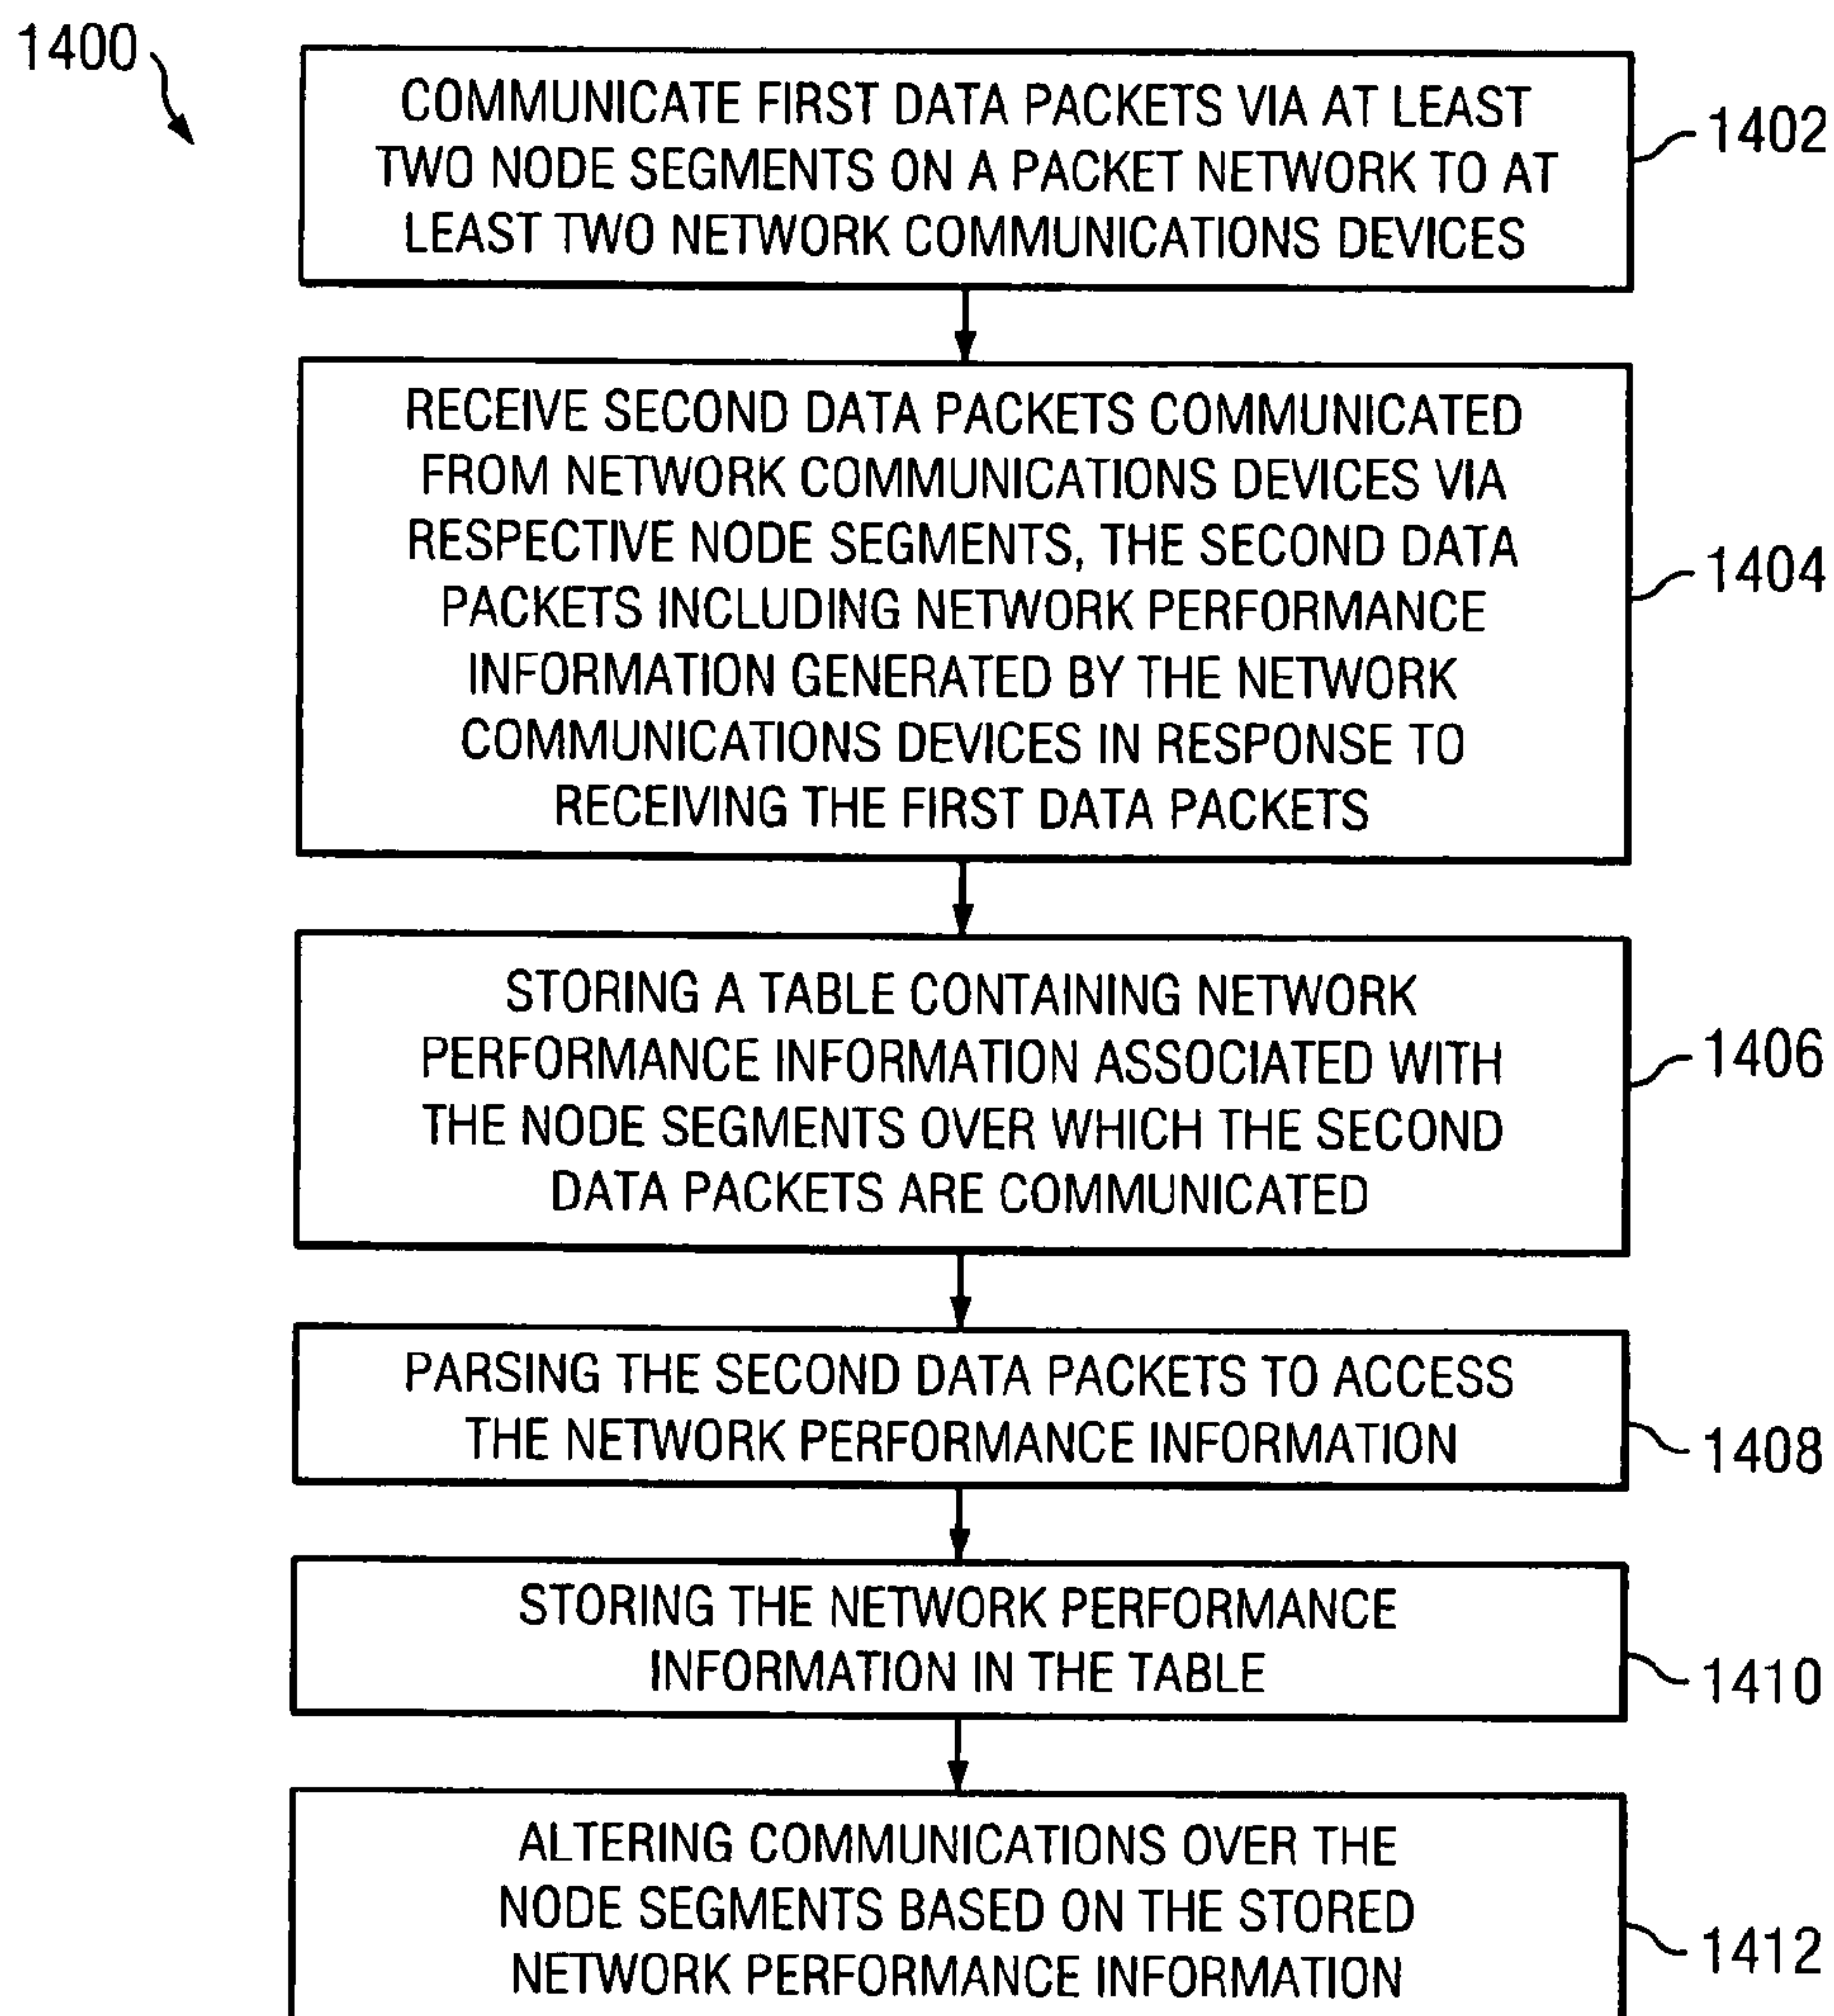 1400
COMMUNICATE FIRST DATA PACKETS VIA AT LEAST
TWO NODE SEGMENTS ON A PACKET NETWORK TO AT
LEAST TWO NETWORK COMMUNICATIONS DEVICES
1402
RECEIVE SECOND DATA PACKETS COMMUNICATED
FROM NETWORK COMMUNICATIONS DEVICES VIA
RESPECTIVE NODE SEGMENTS, THE SECOND DATA
PACKETS INCLUDING NETWORK PERFORMANCE
INFORMATION GENERATED BY THE NETWORK
COMMUNICATIONS DEVICES IN RESPONSE TO
RECEIVING THE FIRST DATA PACKETS
1404
STORING A TABLE CONTAINING NETWORK
PERFORMANCE INFORMATION ASSOCIATED WITH
THE NODE SEGMENTS OVER WHICH THE SECOND
DATA PACKETS ARE COMMUNICATED
1406
PARSING THE SECOND DATA PACKETS TO ACCESS
THE NETWORK PERFORMANCE INFORMATION
1408
STORING THE NETWORK PERFORMANCE
INFORMATION IN THE TABLE
1410
ALTERING COMMUNICATIONS OVER THE
NODE SEGMENTS BASED ON THE STORED
NETWORK PERFORMANCE INFORMATION
1412